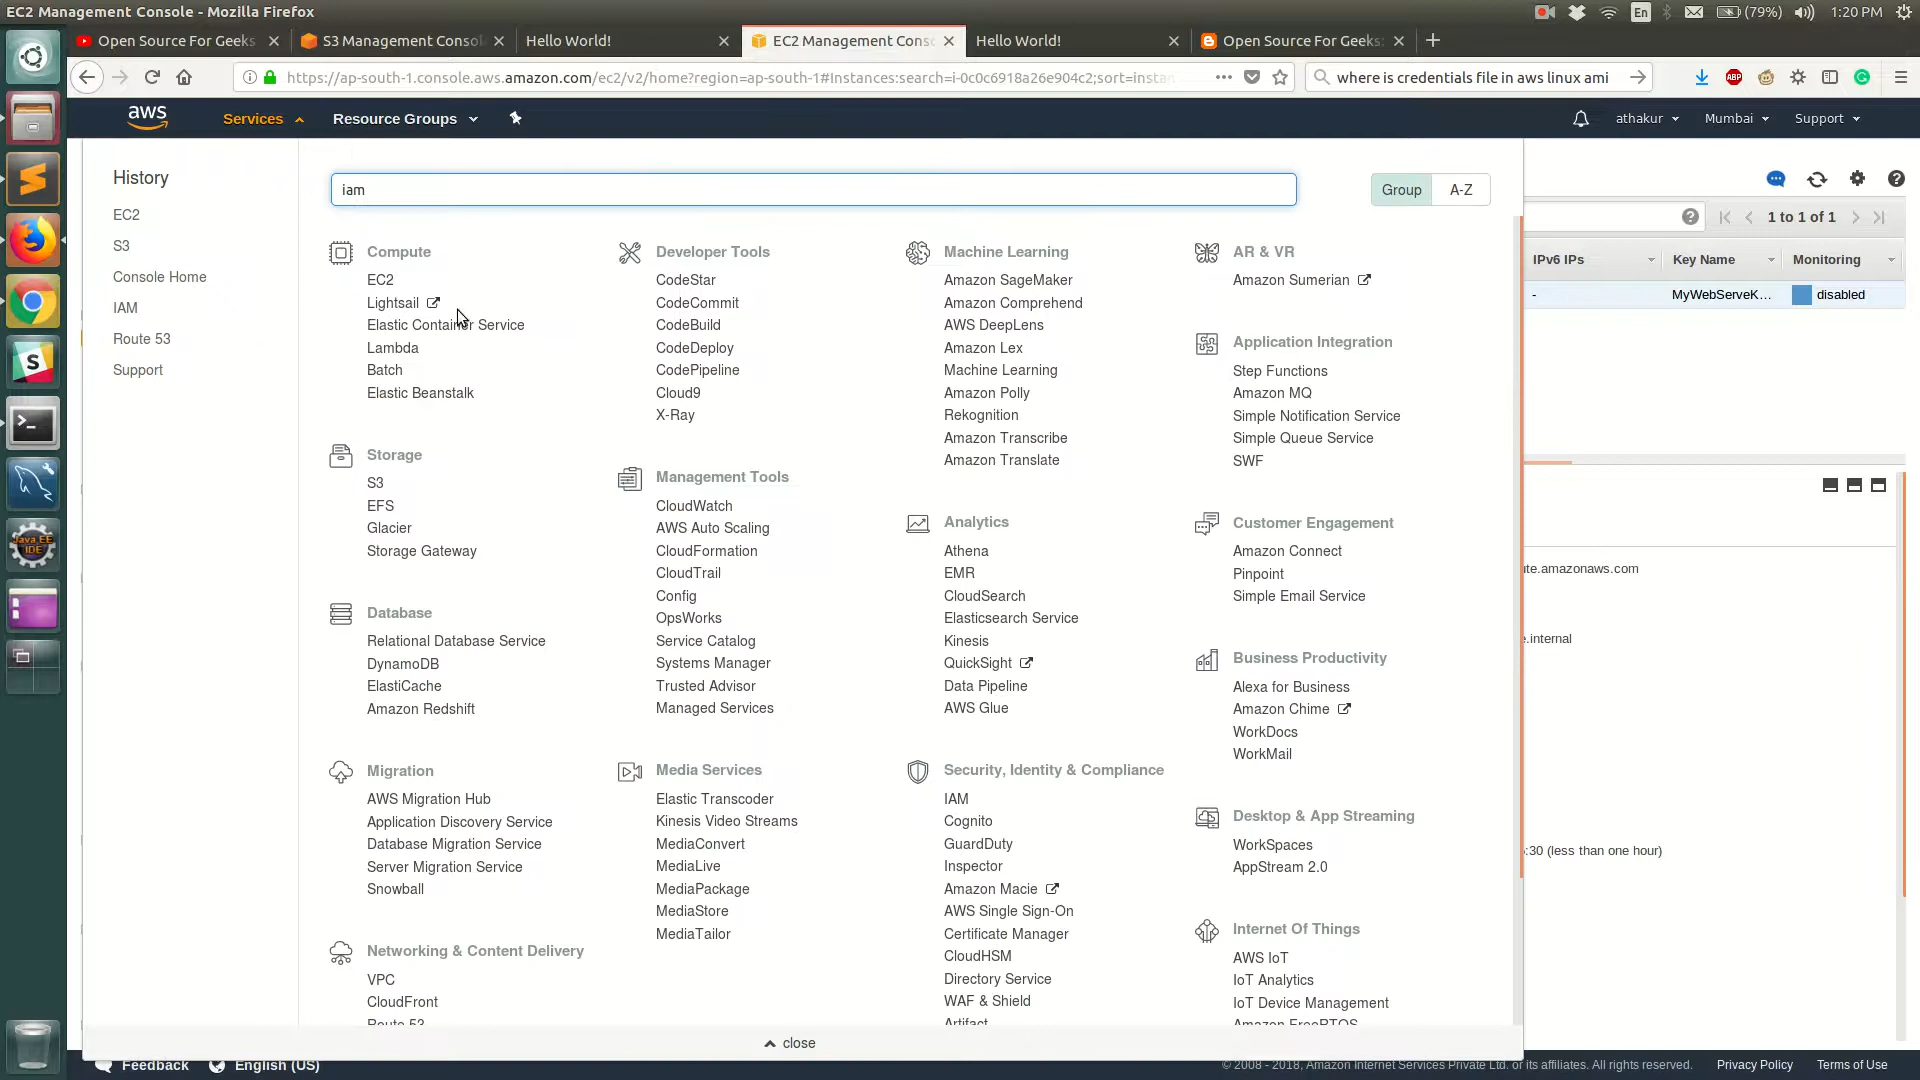 EC2 Management Console - Mozilla Firefox
En
(79%)
1:20 PM
Open Source For Geeks
S3 Management Consol
Hello World!
EC2 Management Cons
Hello World!
Open Source For Geeks:
https://ap-south-1.console.aws.amazon.com/ec2/v2/home?region=ap-south-1#Instances:search=i-0c0c6918a26e904c2;sort=instan
where is credentials file in aws linux ami
ABP
aws
Services
Resource Groups
athakur
Mumbai
Support
History
EC2
S3
Console Home
IAM
Route 53
Support
iam
Group
A-Z
Compute
EC2
Lightsail
Elastic Container Service
Lambda
Batch
Elastic Beanstalk
Storage
S3
EFS
Glacier
Storage Gateway
Database
Relational Database Service
DynamoDB
ElastiCache
Amazon Redshift
Migration
AWS Migration Hub
Application Discovery Service
Database Migration Service
Server Migration Service
Snowball
Networking & Content Delivery
VPC
CloudFront
Route 53
Developer Tools
CodeStar
CodeCommit
CodeBuild
CodeDeploy
CodePipeline
Cloud9
X-Ray
Management Tools
CloudWatch
AWS Auto Scaling
CloudFormation
CloudTrail
Config
OpsWorks
Service Catalog
Systems Manager
Trusted Advisor
Managed Services
Media Services
Elastic Transcoder
Kinesis Video Streams
MediaConvert
MediaLive
MediaPackage
MediaStore
MediaTailor
Machine Learning
Amazon SageMaker
Amazon Comprehend
AWS DeepLens
Amazon Lex
Machine Learning
Amazon Polly
Rekognition
Amazon Transcribe
Amazon Translate
Analytics
Athena
EMR
CloudSearch
Elasticsearch Service
Kinesis
QuickSight
Data Pipeline
AWS Glue
Security, Identity & Compliance
IAM
Cognito
GuardDuty
Inspector
Amazon Macie
AWS Single Sign-On
Certificate Manager
CloudHSM
Directory Service
WAF & Shield
Artifact
AR & VR
Amazon Sumerian
Application Integration
Step Functions
Amazon MQ
Simple Notification Service
Simple Queue Service
SWF
Customer Engagement
Amazon Connect
Pinpoint
Simple Email Service
Business Productivity
Alexa for Business
Amazon Chime
WorkDocs
WorkMail
Desktop & App Streaming
WorkSpaces
AppStream 2.0
Internet Of Things
AWS IoT
IoT Analytics
IoT Device Management
Amazon FreeRTOS
close
1 to 1 of 1
IPv6 IPs
Key Name
Monitoring
-
MyWebServeK...
disabled
ute.amazonaws.com
e.internal
:30 (less than one hour)
Java EE
IDE
Feedback
English (US)
© 2008 - 2018, Amazon Internet Services Private Ltd. or its affiliates. All rights reserved.
Privacy Policy
Terms of Use